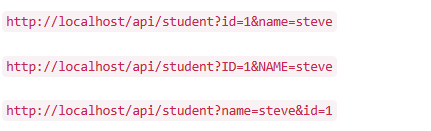 http://localhost/api/student?id=1&name=steve
http://localhost/api/student?ID=1&NAME=steve
http://localhost/api/student?name=steve&id=1